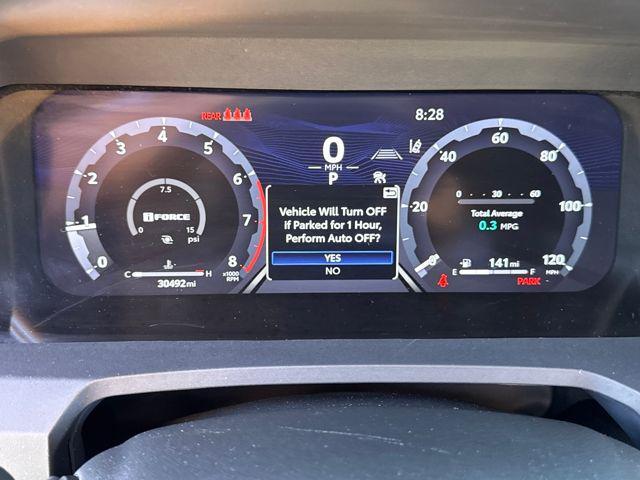 REAR
8:28
0
MPH
P
0 1 2 3 4 5 6 7 8
x1000
RPM
7.5
i FORCE
0 15
psi
C H
30492mi
Vehicle Will Turn OFF
if Parked for 1 Hour,
Perform Auto OFF?
YES
NO
0 20 40 60 80 100 120
MPH
0 30 60
Total Average
0.3 MPG
141mi
E F
PARK